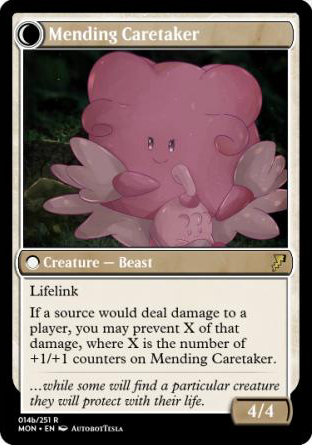 Mending Caretaker
Creature — Beast
Lifelink
If a source would deal damage to a
player, you may prevent X of that
damage, where X is the number of
+1/+1 counters on Mending Caretaker.
...while some will find a particular creature
they will protect with their life.
4/4
014b/251 R
MON • EN AutobotTesla